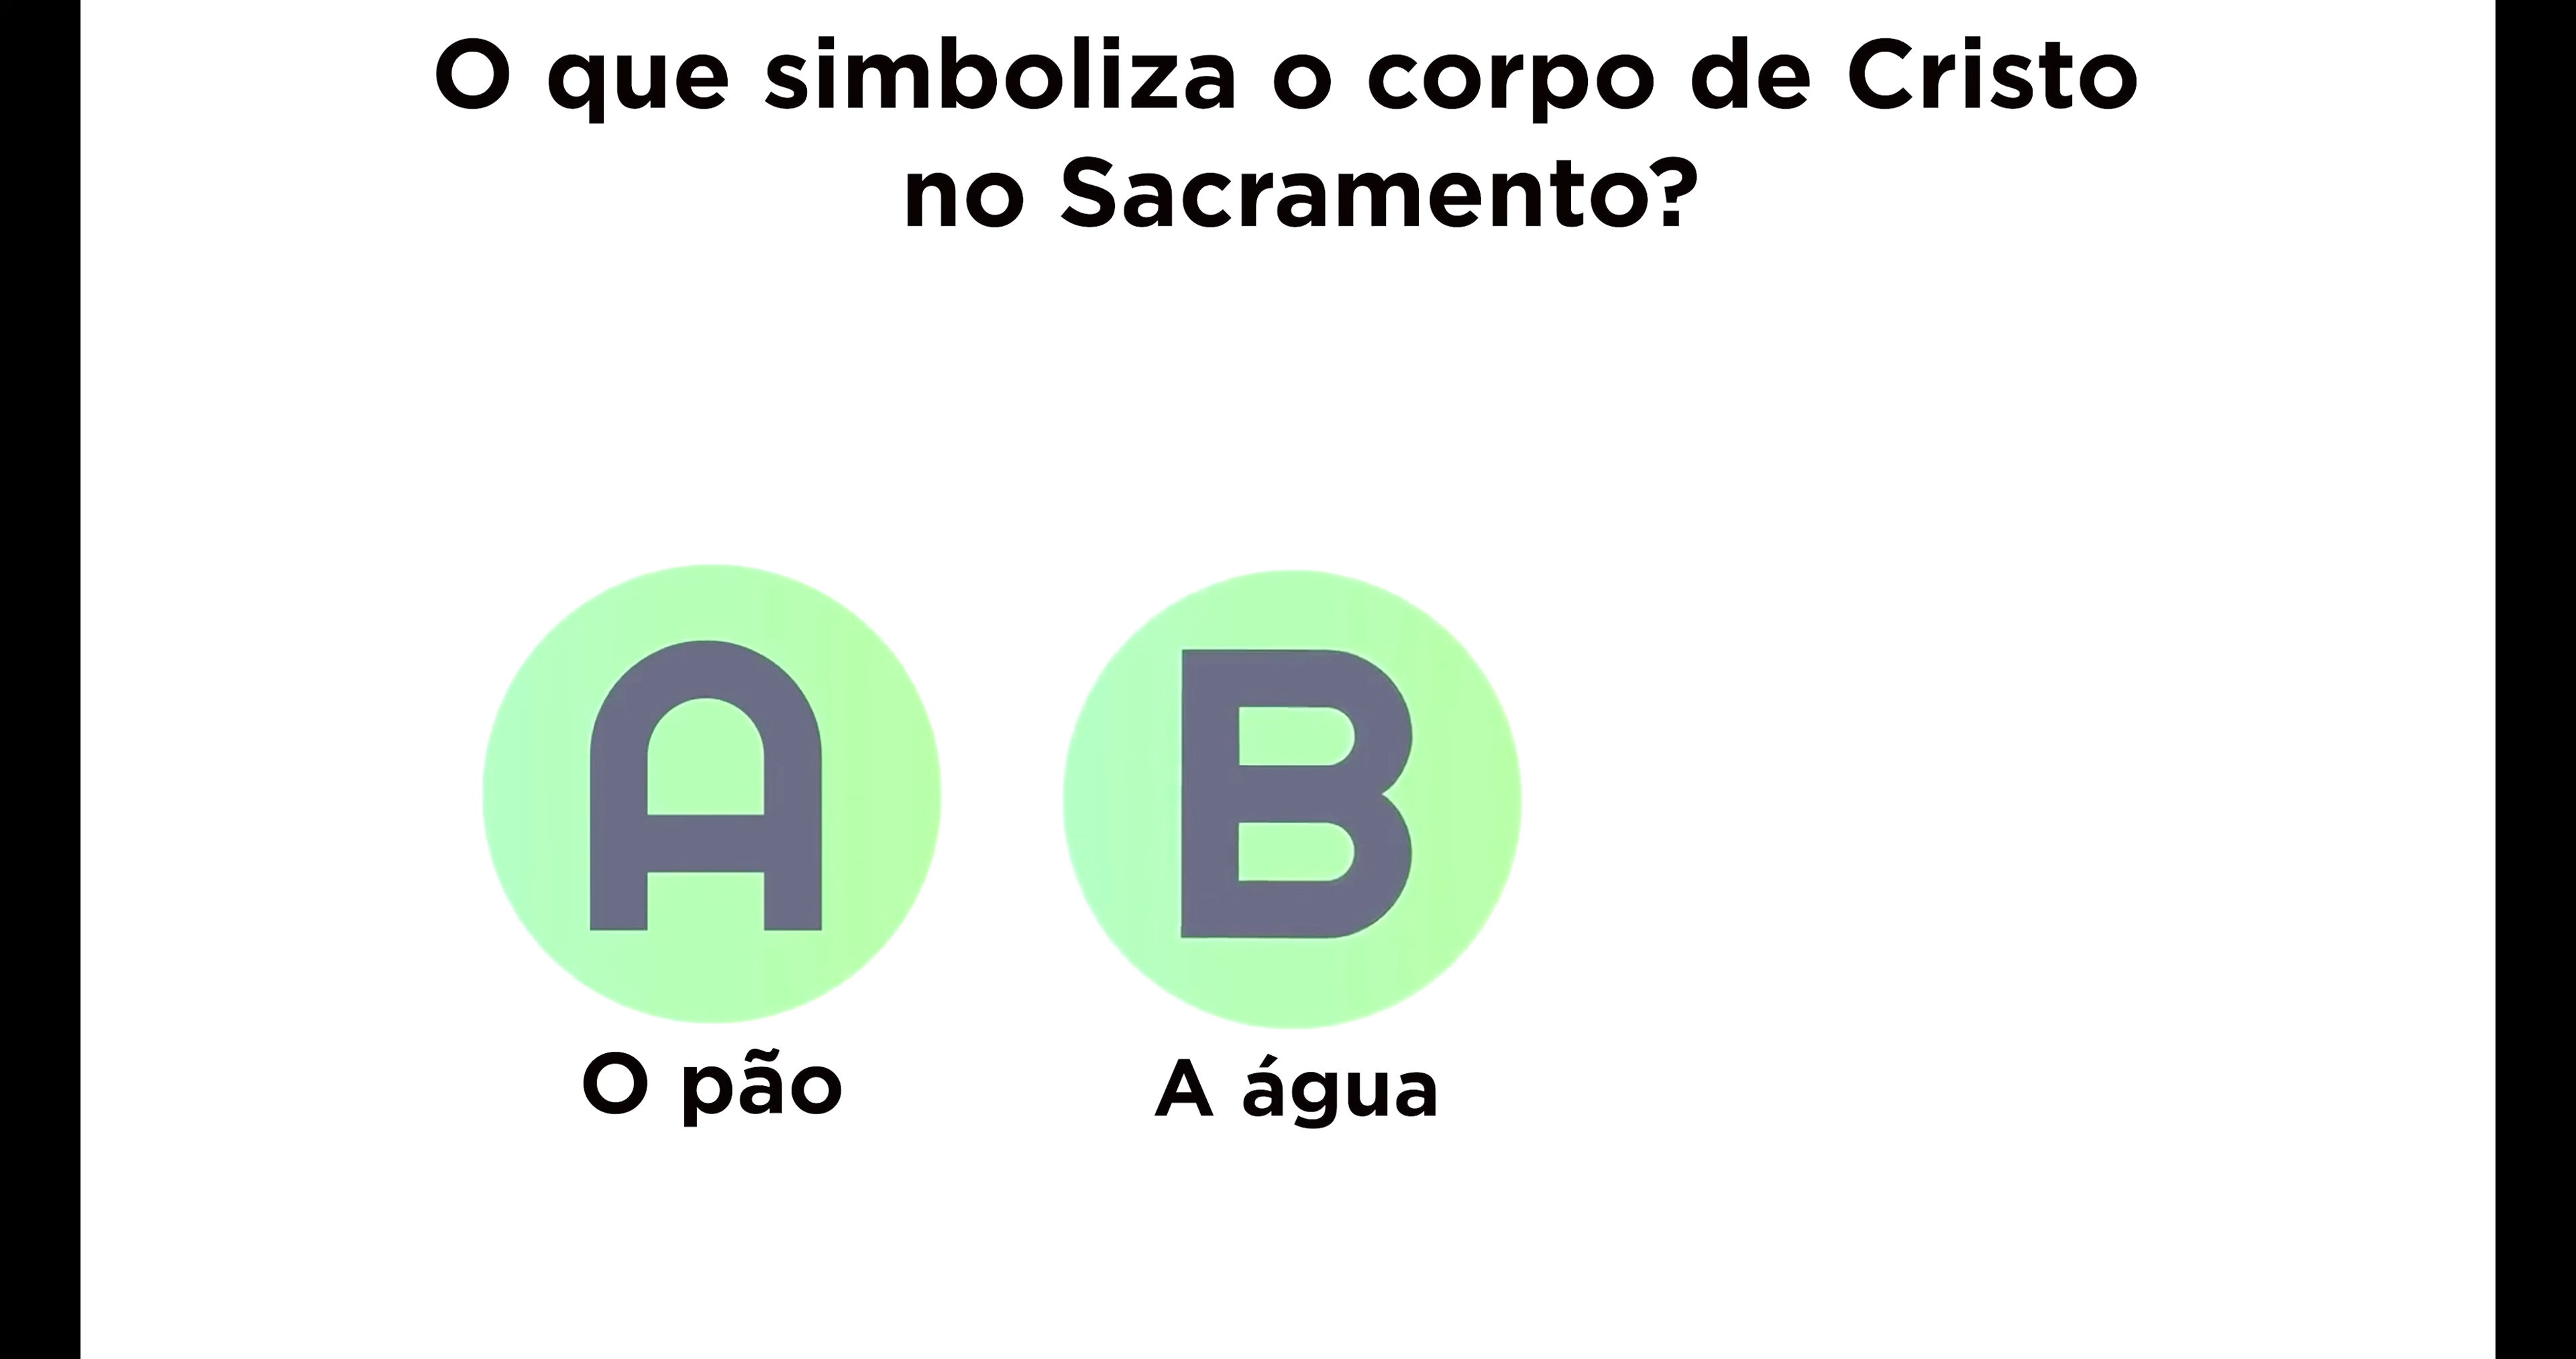 O que simboliza o corpo de Cristo
no Sacramento?
A
B
O pão
A água